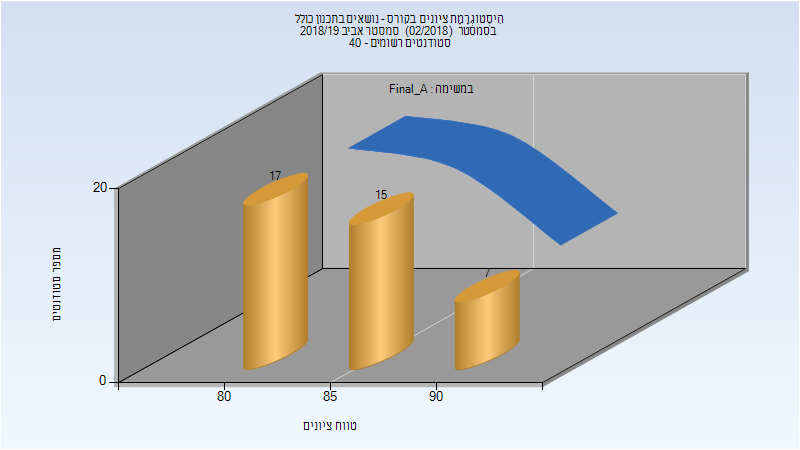 היסטוגרמת ציונים בקורס - נושאים בתכנון כולל
בסמסטר (02/2018) סמסטר אביב 2018/19
סטודנטים רשומים - 40
במשימה : Final_A
17
15
7
20
0
80
85
90
מספר סטודנטים
טווח ציונים